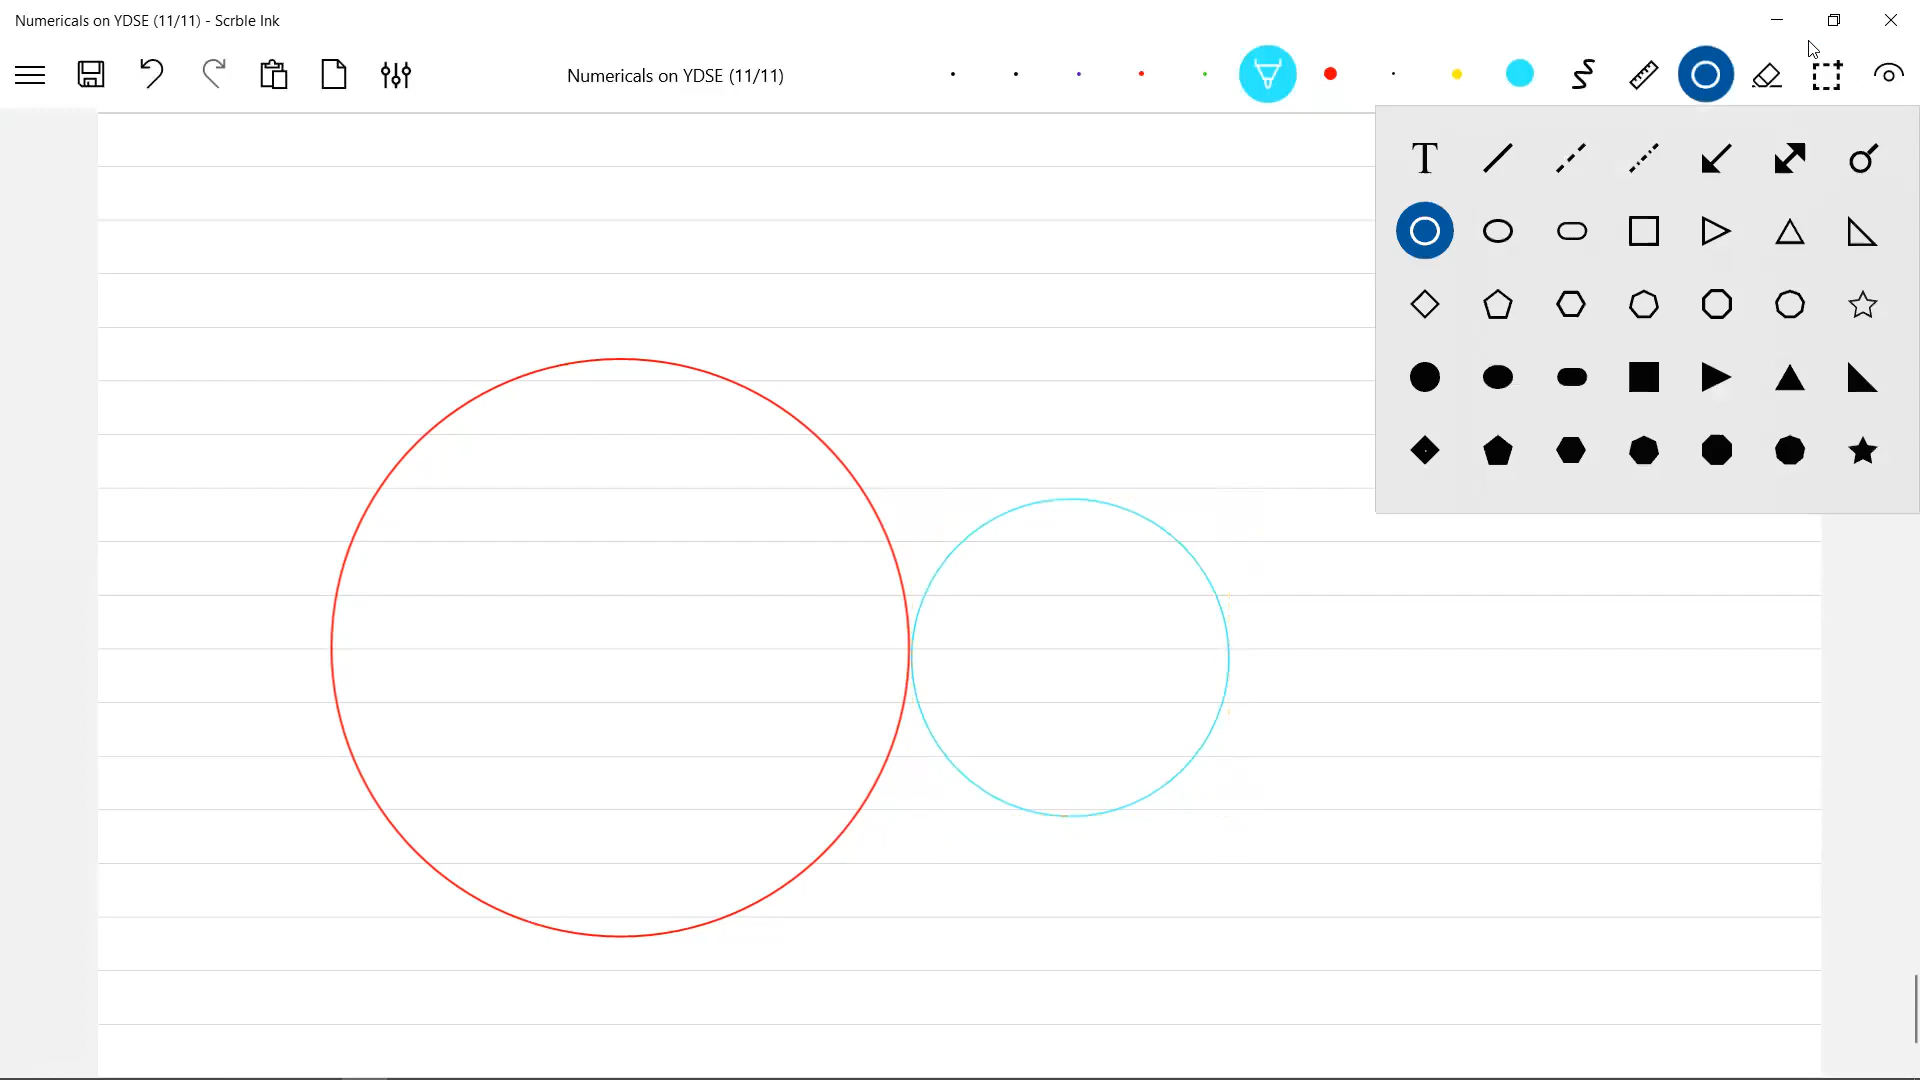 Numericals on YDSE (11/11) - Scrble Ink
Numericals on YDSE (11/11)
T